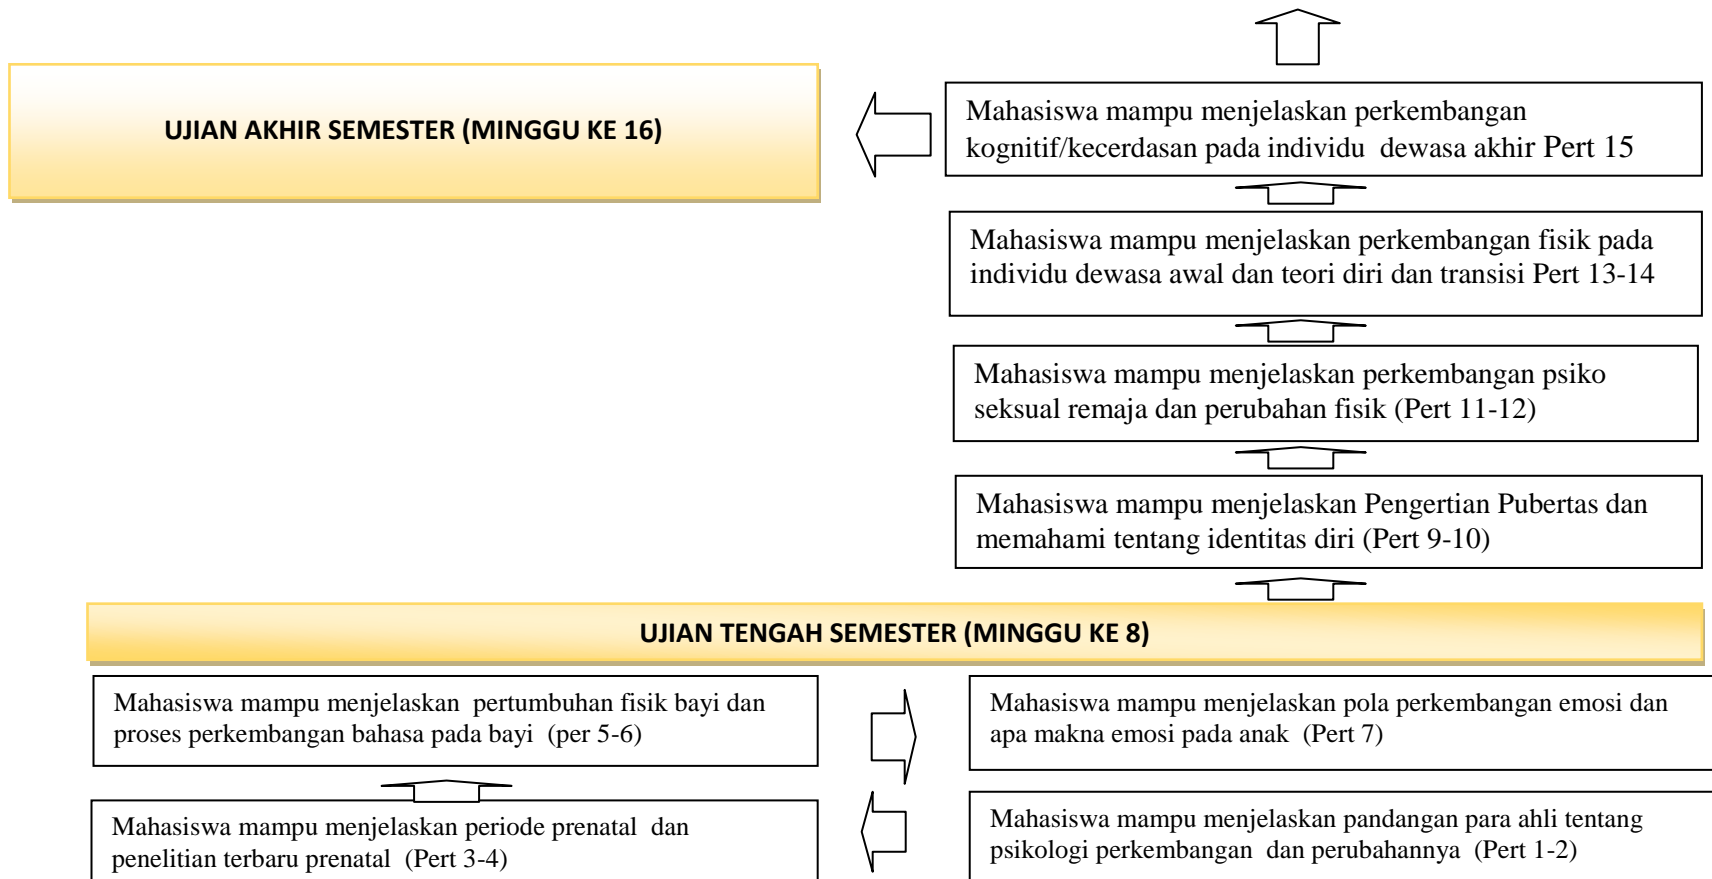 UJIAN AKHIR SEMESTER (MINGGU KE 16)
Mahasiswa mampu menjelaskan perkembangan
kognitif/kecerdasan pada individu dewasa akhir Pert 15
Mahasiswa mampu menjelaskan perkembangan fisik pada
individu dewasa awal dan teori diri dan transisi Pert 13-14
Mahasiswa mampu menjelaskan perkembangan psiko
seksual remaja dan perubahan fisik (Pert 11-12)
Mahasiswa mampu menjelaskan Pengertian Pubertas dan
memahami tentang identitas diri (Pert 9-10)
UJIAN TENGAH SEMESTER (MINGGU KE 8)
Mahasiswa mampu menjelaskan pertumbuhan fisik bayi dan
proses perkembangan bahasa pada bayi (per 5-6)
Mahasiswa mampu menjelaskan pola perkembangan emosi dan
apa makna emosi pada anak (Pert 7)
Mahasiswa mampu menjelaskan periode prenatal dan
penelitian terbaru prenatal (Pert 3-4)
Mahasiswa mampu menjelaskan pandangan para ahli tentang
psikologi perkembangan dan perubahannya (Pert 1-2)